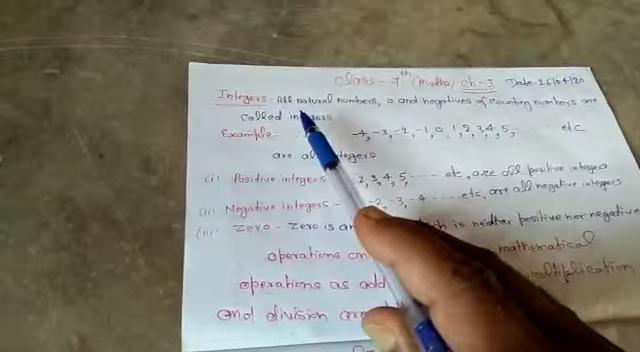 Class - 7th (Maths) Ch-1 Date-26/04/20
Integers - All natural numbers, 0 and negatives of counting numbers are
called integers
Example - -4, -3, -2, -1, 0, 1, 2, 3, 4, 5, etc
are all integers
(i) Positive integers - 2, 3, 4, 5, ...... etc, are all positive integers
(ii) Negative integers - -2, -3, -4 ..... etc, are all negative integers
(iii) Zero - Zero is an which is neither positive nor negative
operations on mathematical
operations as add multiplication
and division are